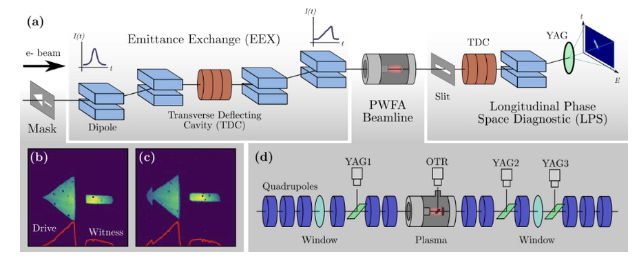 (a)
I(t)
t
e- beam
Emittance Exchange (EEX)
I(t)
t
Mask
Dipole
Transverse Deflecting
Cavity (TDC)
PWFA
Beamline
Slit
TDC
YAG
t
E
Longitudinal Phase
Space Diagnostic (LPS)
(b)
Drive
Witness
(c)
(d)
Quadrupoles
YAG1
OTR
YAG2
YAG3
Window
Plasma
Window